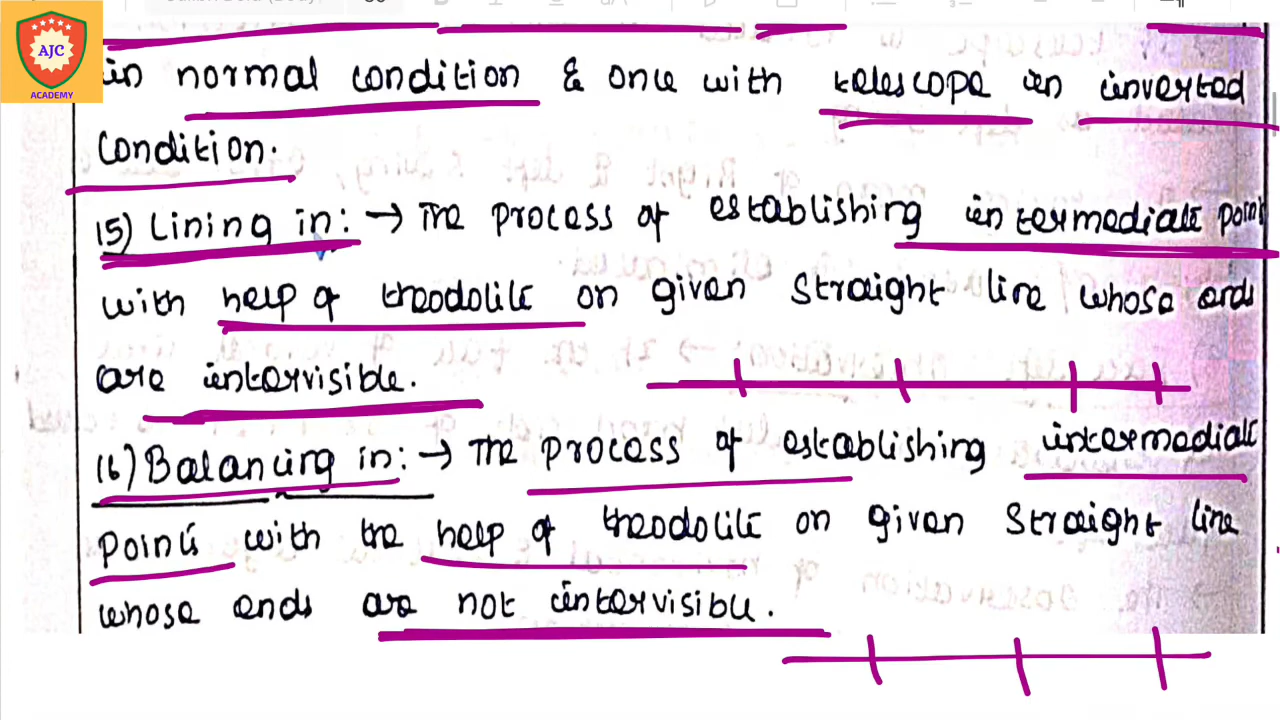 AJC
ACADEMY
in normal condition & once with telescope in inverted
condition.
15) Lining in: → The process of establishing intermediate point
with help of theodolite on given straight line whose ends
are intervisible.
16) Balancing in: → The process of establishing intermediate
points with the help of theodolite on given straight line
whose ends are not intervisible.